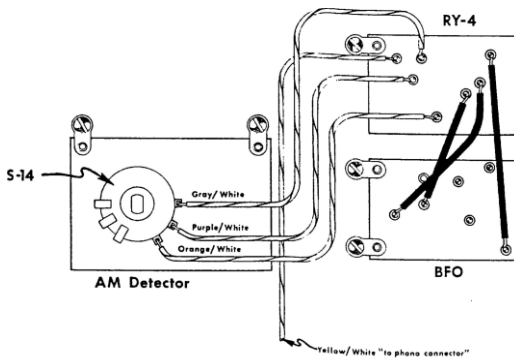 RY-4
S-14
Gray/White
Purple/White
Orange/White
AM Detector
BFO
Yellow/White "to phono connector"